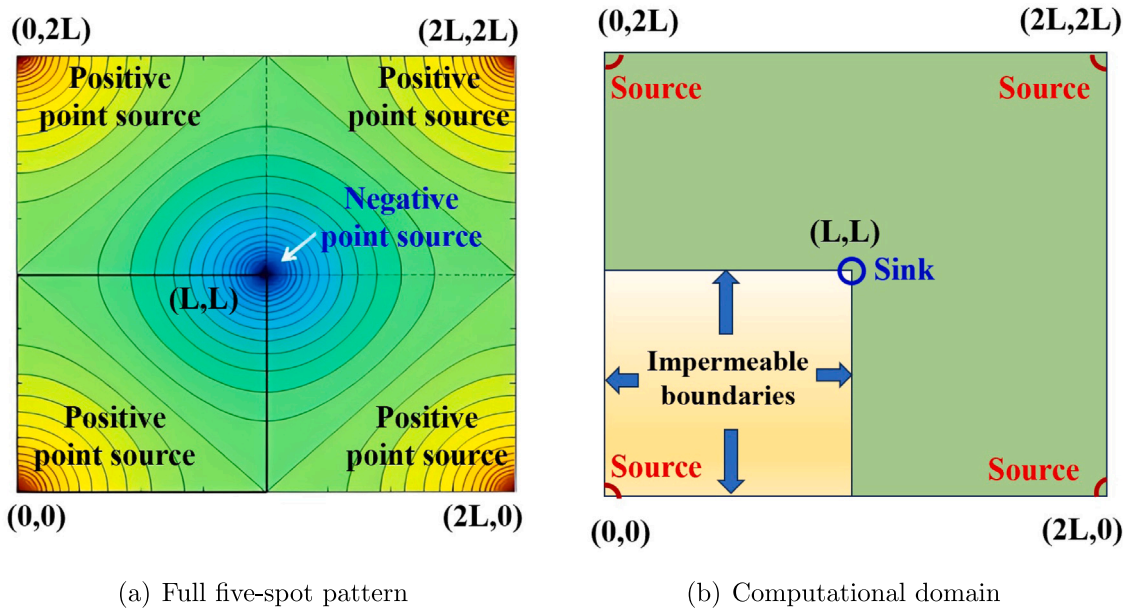 (0,2L)
(2L,2L)
Positive
point source
Positive
point source
Negative
point source
(L,L)
Positive
point source
Positive
point source
(0,0)
(2L,0)
(a) Full five-spot pattern
(0,2L)
(2L,2L)
Source
Source
(L,L)
Sink
Impermeable
boundaries
Source
Source
(0,0)
(2L,0)
(b) Computational domain